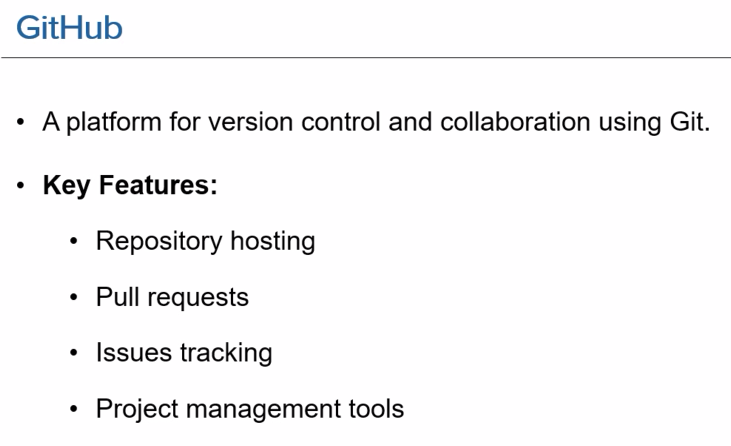 GitHub
• A platform for version control and collaboration using Git.
• Key Features:
• Repository hosting
• Pull requests
• Issues tracking
• Project management tools